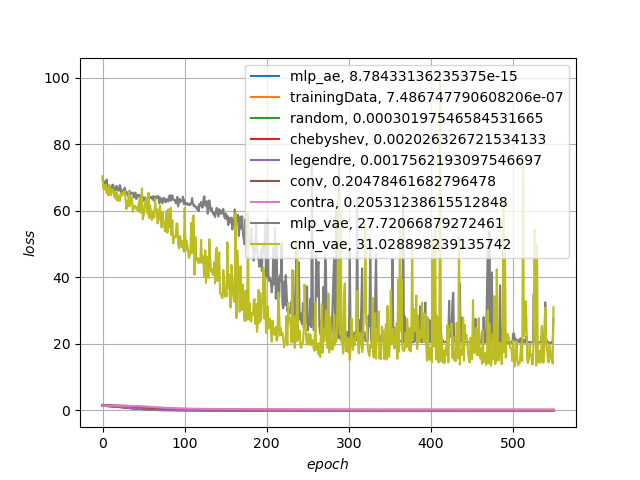 100
80
60
40
20
0
loss
mlp_ae, 8.78433136235375e-15
trainingData, 7.486747790608206e-07
random, 0.00030197546584531665
chebyshev, 0.002026326721534133
legendre, 0.0017562193097546697
conv, 0.20478461682796478
contra, 0.20531238615512848
mlp_vae, 27.72066879272461
cnn_vae, 31.028898239135742
0 100 200 300 400 500
epoch